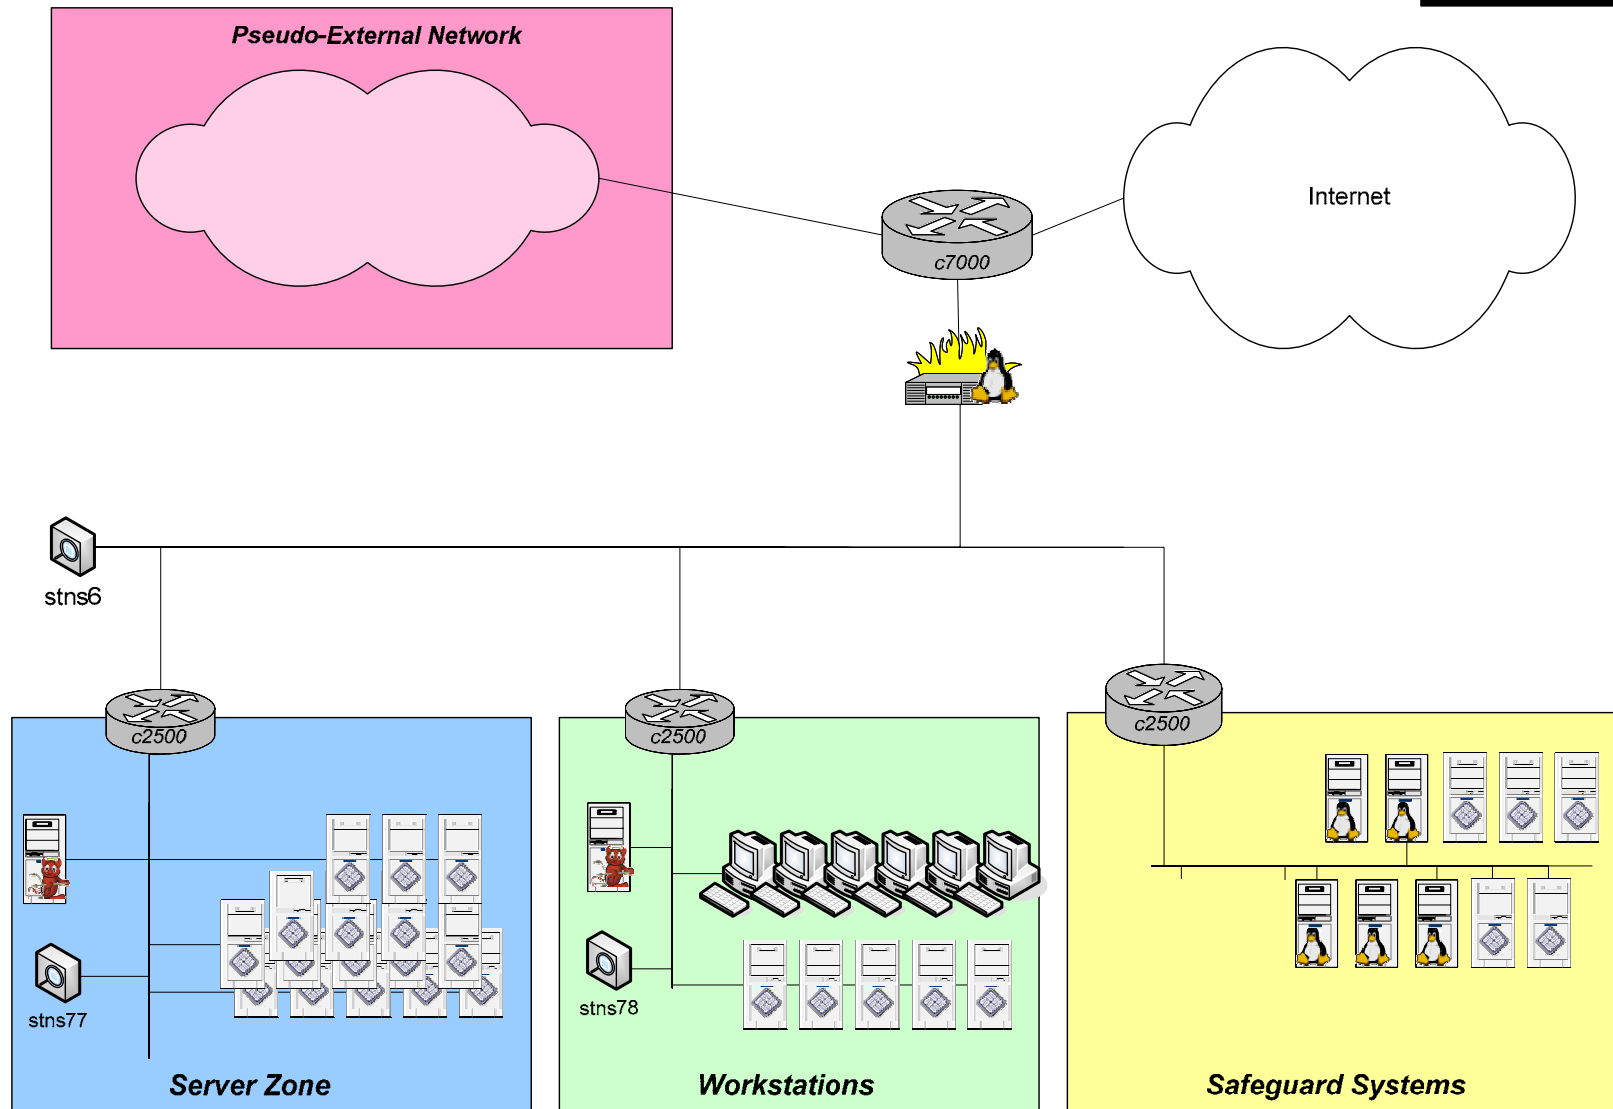 Pseudo-External Network
Internet
c7000
stns6
c2500
c2500
c2500
stns77
stns78
Server Zone
Workstations
Safeguard Systems